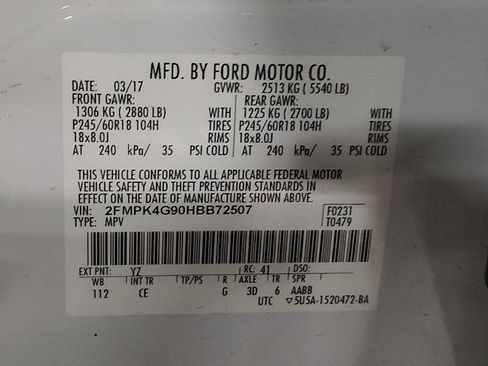 MFD. BY FORD MOTOR CO.
DATE: 03/17 GVWR: 2513 KG ( 5540 LB)
FRONT GAWR: REAR GAWR:
1306 KG ( 2880 LB) WITH 1225 KG ( 2700 LB) WITH
P245/60R18 104H TIRES P245/60R18 104H TIRES
18x8.0J RIMS 18x8.0J RIMS
AT 240 kPa/ 35 PSI COLD AT 240 kPa/ 35 PSI COLD
THIS VEHICLE CONFORMS TO ALL APPLICABLE FEDERAL MOTOR
VEHICLE SAFETY AND THEFT PREVENTION STANDARDS IN
EFFECT ON THE DATE OF MANUFACTURE SHOWN ABOVE.
VIN: 2FMPK4G90HBB72507 F0231
TYPE: MPV T0479
EXT PNT: YZ RC: 41 DSO:
WB INT TR TP/PS R AXLE TR SPR
112 CE G 3D 6 AABB
UTC ▽5U5A-1520472-BA